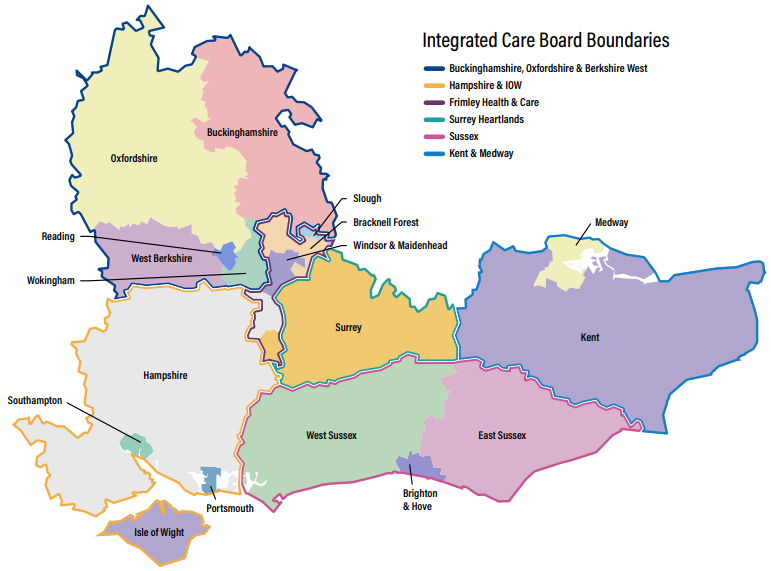 Integrated Care Board Boundaries
Buckinghamshire, Oxfordshire & Berkshire West
Hampshire & IOW
Frimley Health & Care
Surrey Heartlands
Sussex
Kent & Medway
Buckinghamshire
Oxfordshire
Slough
Bracknell Forest
Windsor & Maidenhead
Medway
Reading
West Berkshire
Wokingham
Surrey
Kent
Hampshire
Southampton
West Sussex
East Sussex
Brighton
& Hove
Portsmouth
Isle of Wight